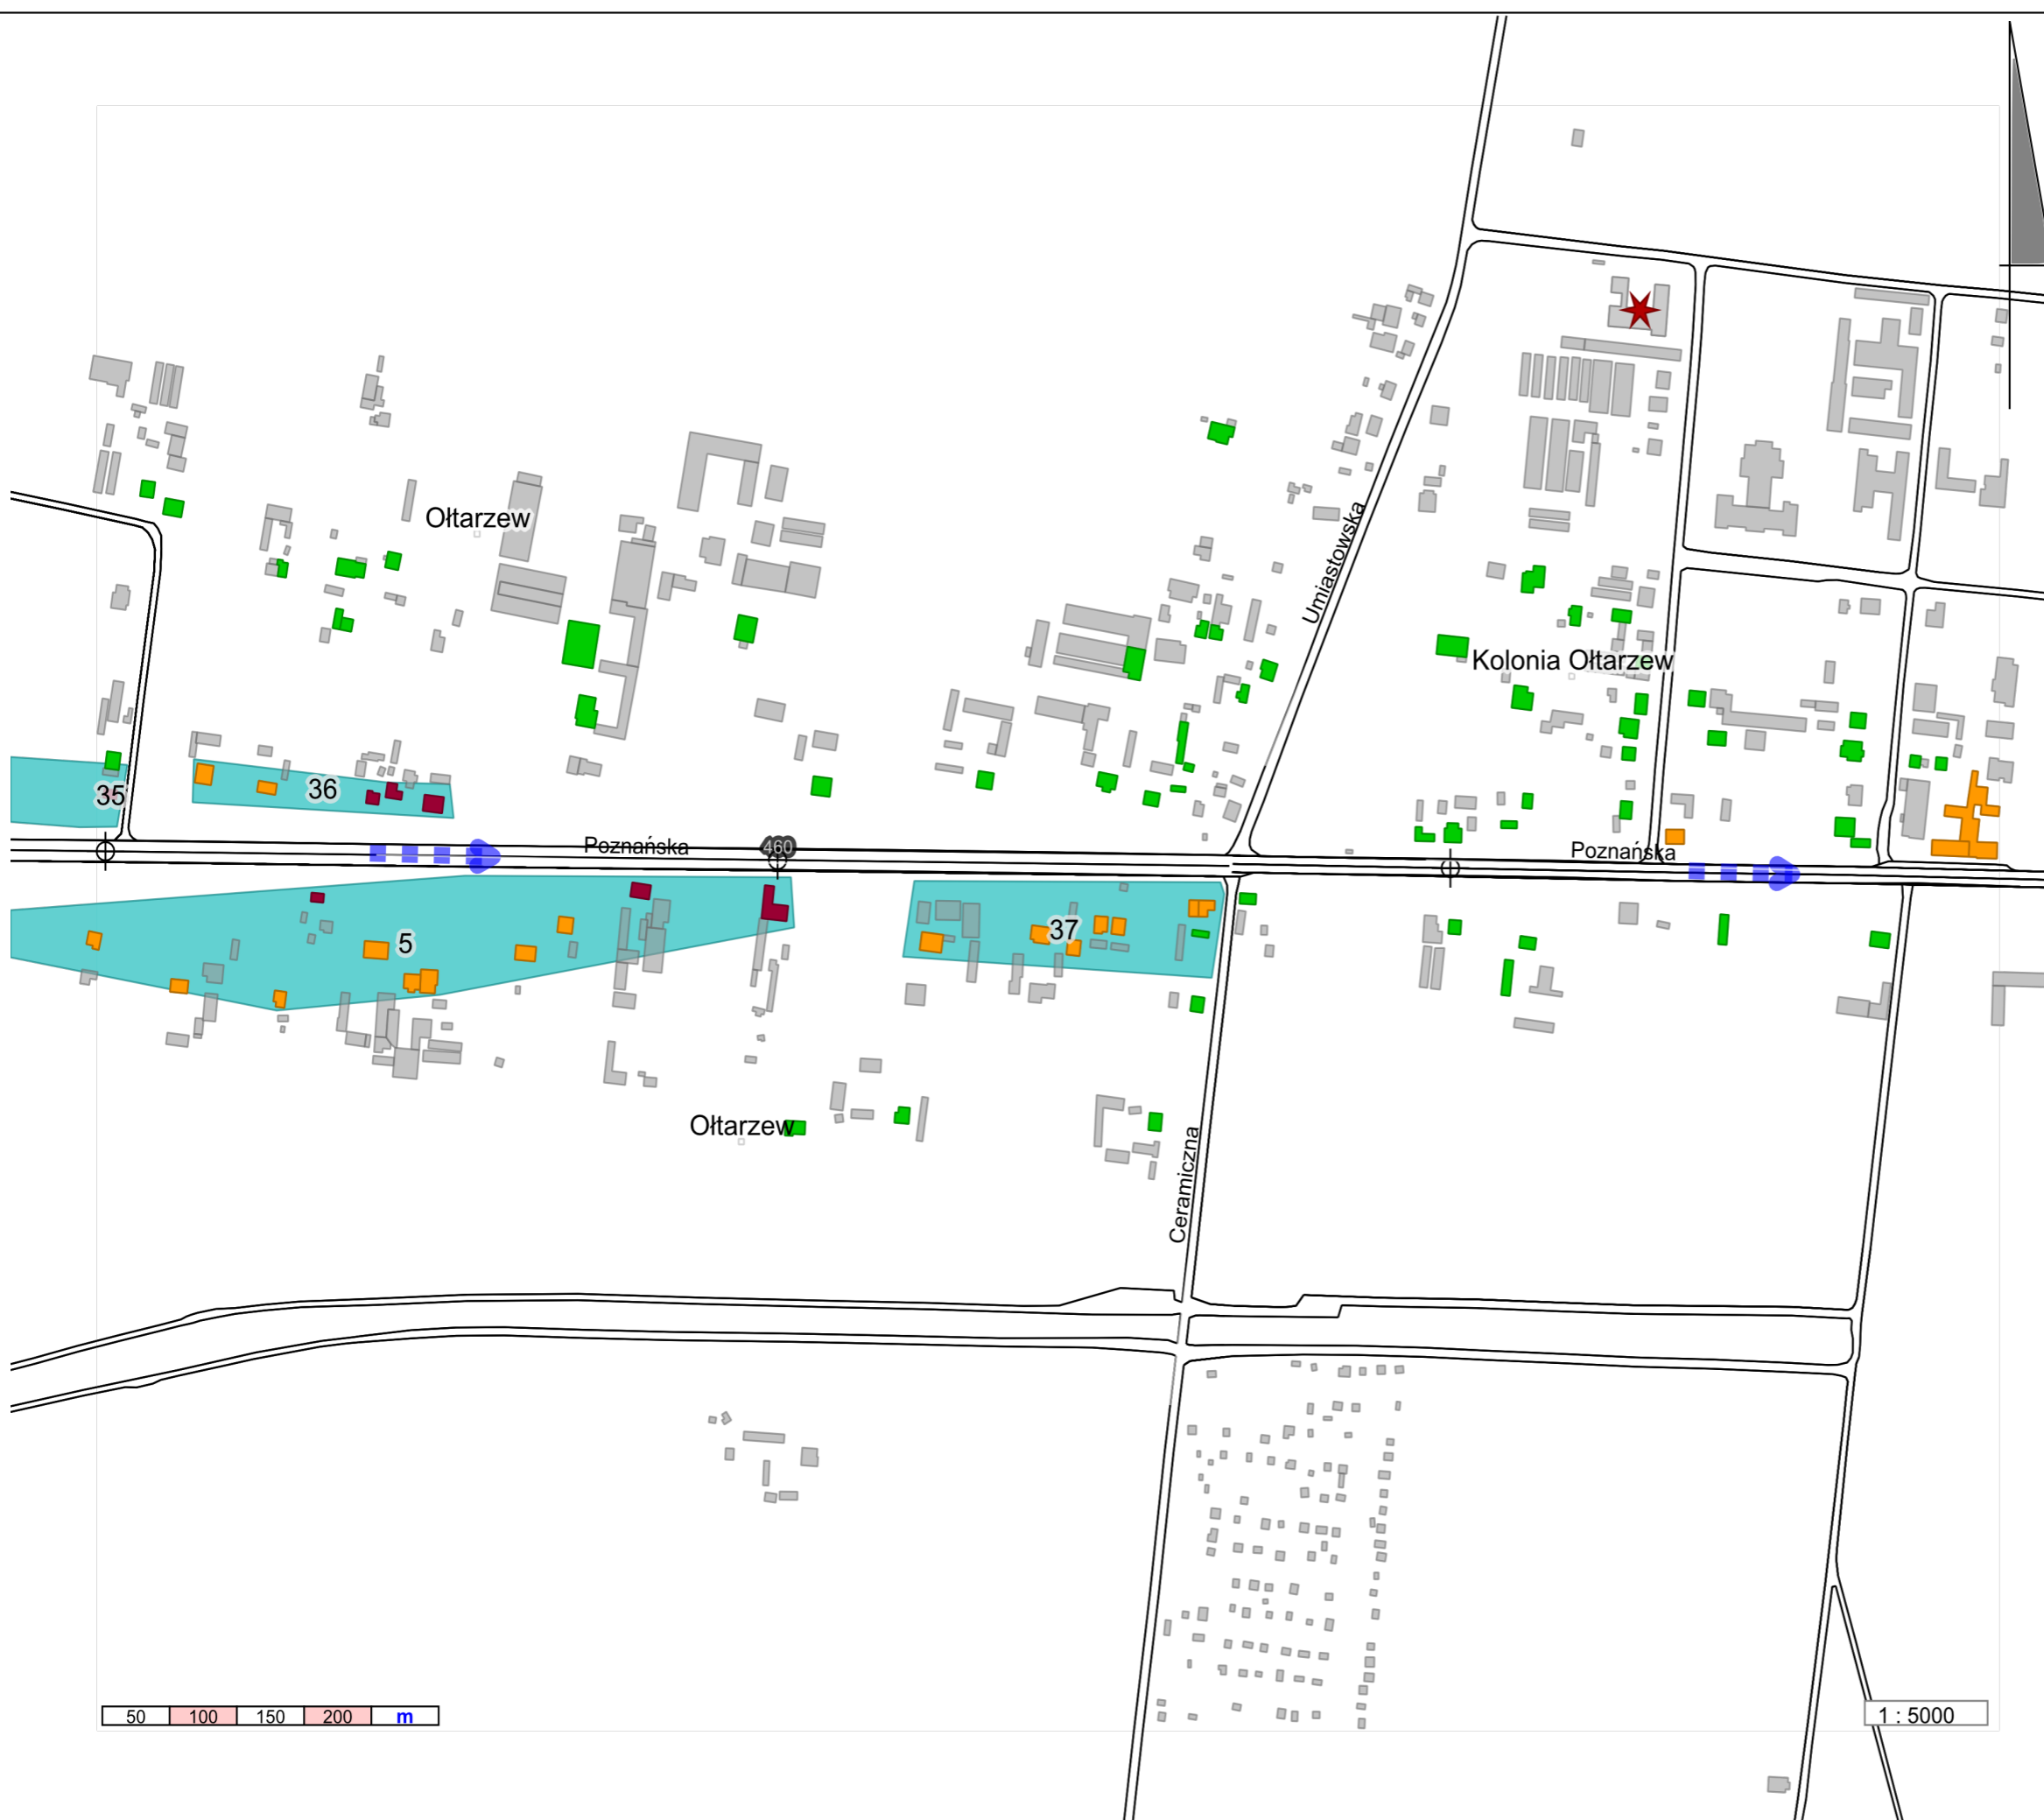 Ołtarzew
Umiastowska
Kolonia Ołtarzew
35
36
Poznańska
460
Poznańska
5
37
Ołtarzew
Ceramiczna
50 100 150 200 m
1 : 5000